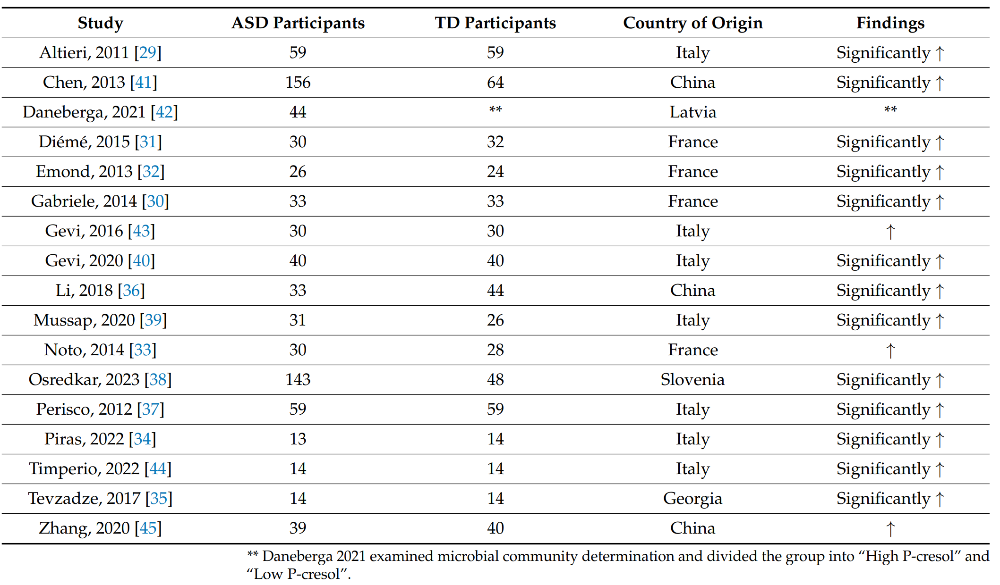 Study ASD Participants TD Participants Country of Origin Findings
Altieri, 2011 [29] 59 59 Italy Significantly ↑
Chen, 2013 [41] 156 64 China Significantly ↑
Daneberga, 2021 [42] 44 ** Latvia **
Diémé, 2015 [31] 30 32 France Significantly ↑
Emond, 2013 [32] 26 24 France Significantly ↑
Gabriele, 2014 [30] 33 33 France Significantly ↑
Gevi, 2016 [43] 30 30 Italy ↑
Gevi, 2020 [40] 40 40 Italy Significantly ↑
Li, 2018 [36] 33 44 China Significantly ↑
Mussap, 2020 [39] 31 26 Italy Significantly ↑
Noto, 2014 [33] 30 28 France ↑
Osredkar, 2023 [38] 143 48 Slovenia Significantly ↑
Perisco, 2012 [37] 59 59 Italy Significantly ↑
Piras, 2022 [34] 13 14 Italy Significantly ↑
Timperio, 2022 [44] 14 14 Italy Significantly ↑
Tevzadze, 2017 [35] 14 14 Georgia Significantly ↑
Zhang, 2020 [45] 39 40 China ↑
** Daneberga 2021 examined microbial community determination and divided the group into “High P-cresol” and
“Low P-cresol”.